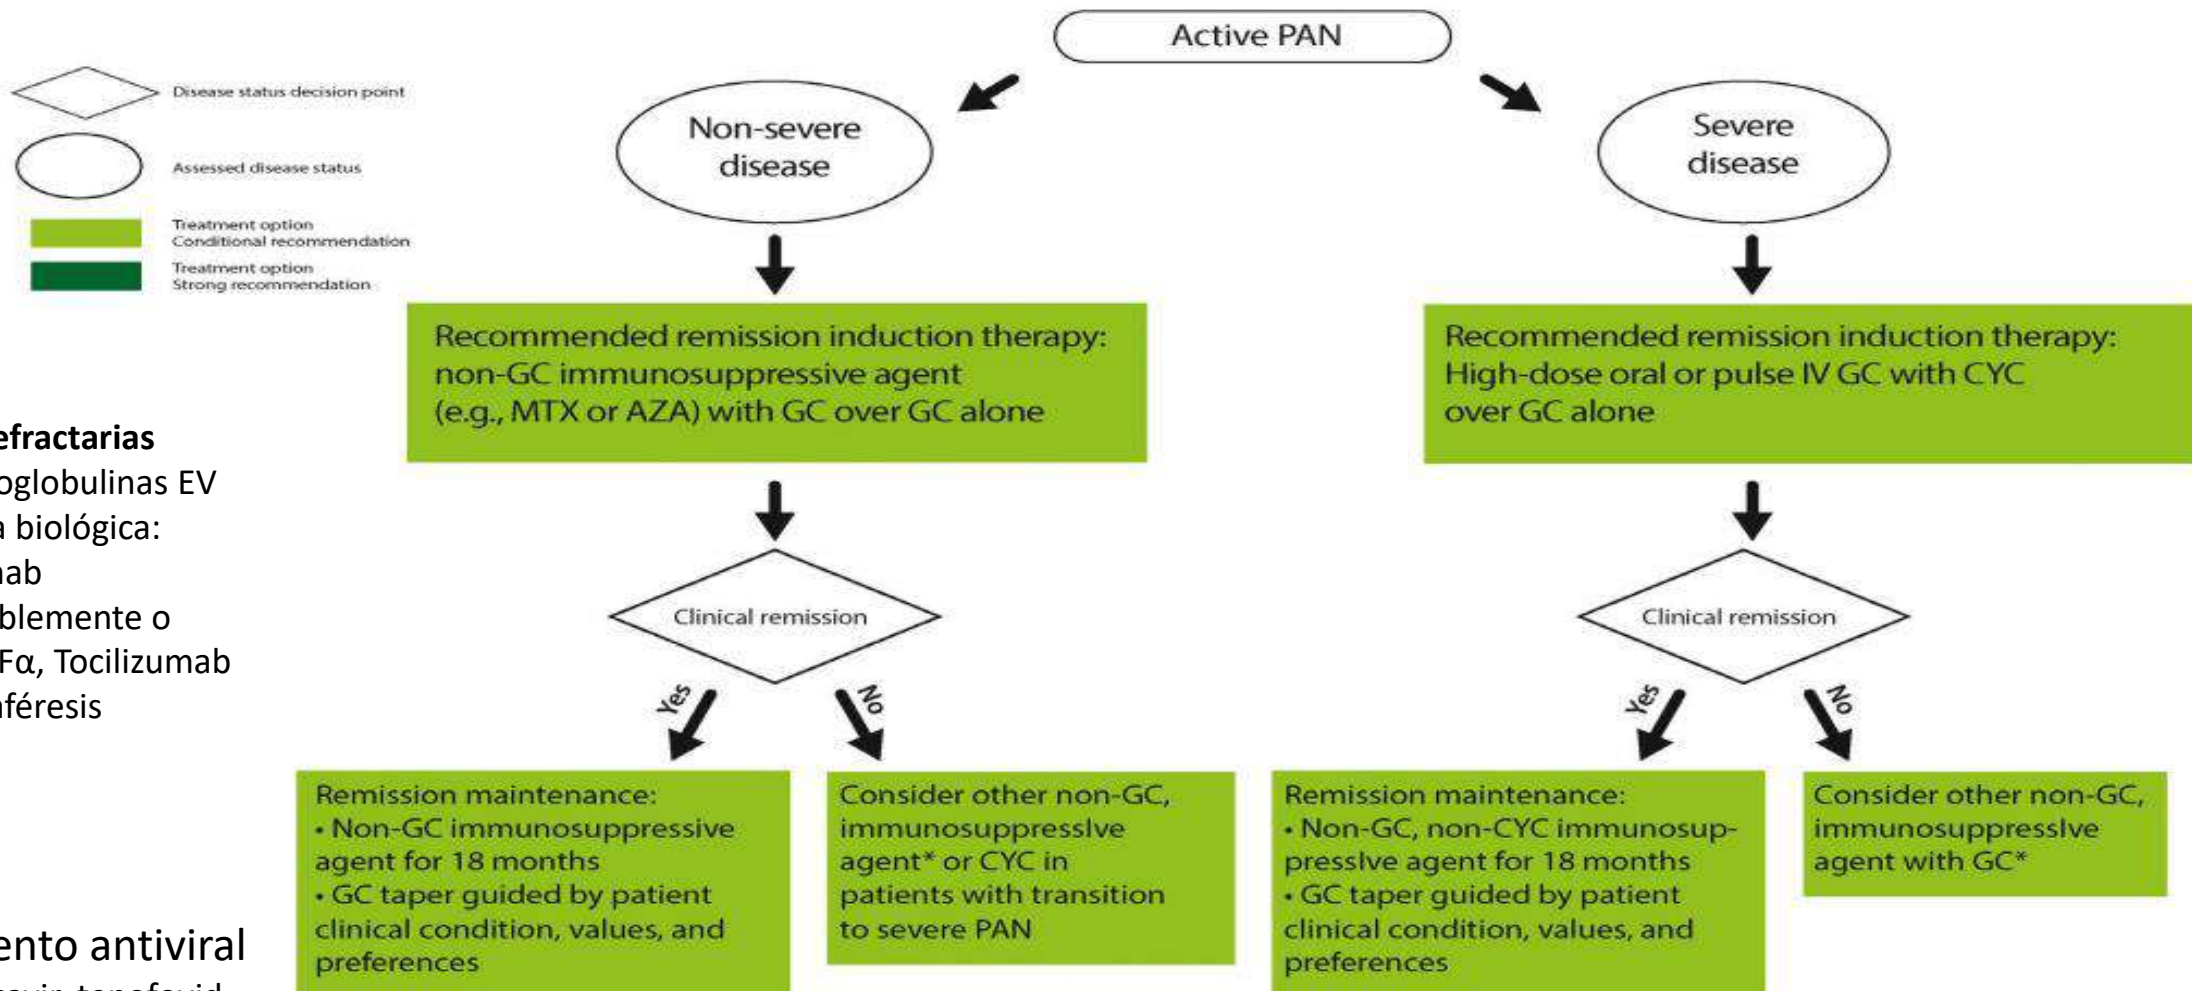 Active PAN
Disease status decision point
Assessed disease status
Treatment option
Conditional recommendation
Treatment option
Strong recommendation
Non-severe
disease
Severe
disease
Recommended remission induction therapy:
non-GC immunosuppressive agent
(e.g., MTX or AZA) with GC over GC alone
Recommended remission induction therapy:
High-dose oral or pulse IV GC with CYC
over GC alone
efractarias
oglobulinas EV
a biológica:
nab
blemente o
Fα, Tocilizumab
aféresis
Clinical remission
Clinical remission
Yes
No
Yes
No
Remission maintenance:
• Non-GC immunosuppressive
agent for 18 months
• GC taper guided by patient
clinical condition, values, and
preferences
Consider other non-GC,
immunosuppressive
agent* or CYC in
patients with transition
to severe PAN
Remission maintenance:
• Non-GC, non-CYC immunosup-
pressive agent for 18 months
• GC taper guided by patient
clinical condition, values, and
preferences
Consider other non-GC,
immunosuppressive
agent with GC*
ento antiviral